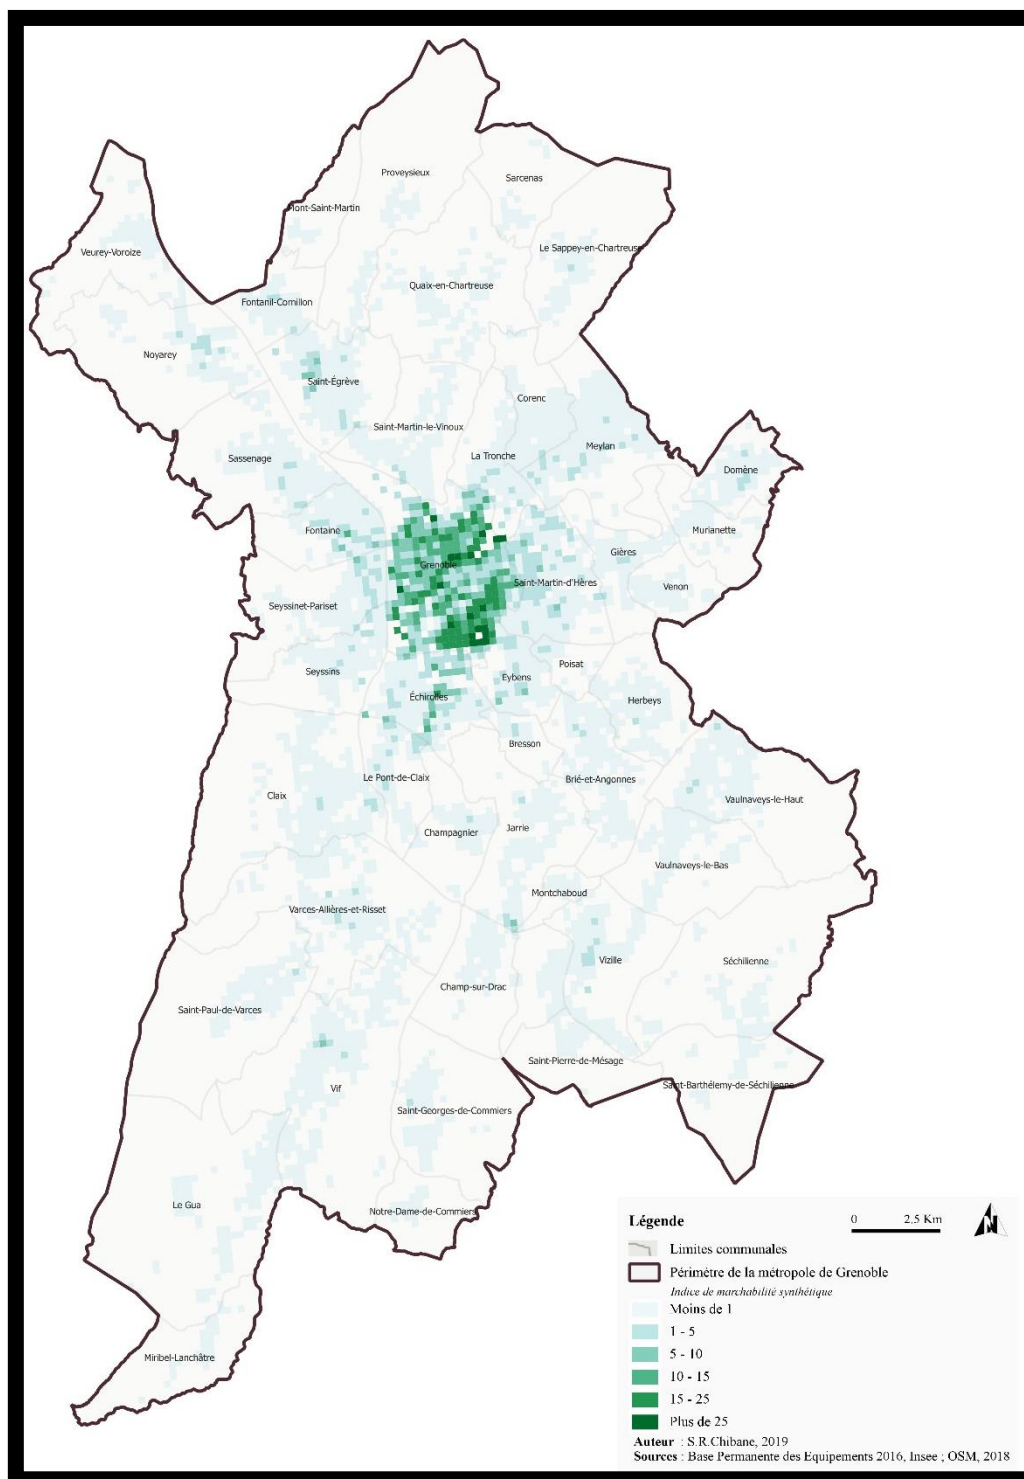 Proveysieux
Sarcenas
Mont-Saint-Martin
Le Sappey-en-Chartreuse
Veurey-Voroize
Quaix-en-Chartreuse
Fontanil-Cornillon
Noyarey
Saint-Égrève
Corenc
Saint-Martin-le-Vinoux
Meylan
La Tronche
Sassenage
Domène
Fontaine
Murianette
Gières
Grenoble
Saint-Martin-d'Hères
Venon
Seyssinet-Pariset
Poisat
Seyssins
Eybens
Échirolles
Herbeys
Bresson
Le Pont-de-Claix
Brié-et-Angonnes
Claix
Vaulnaveys-le-Haut
Champagnier
Jarrie
Vaulnaveys-le-Bas
Montchaboud
Varces-Allières-et-Risset
Vizille
Séchilienne
Champ-sur-Drac
Saint-Paul-de-Varces
Saint-Pierre-de-Mésage
Vif
Saint-Barthélemy-de-Séchilienne
Saint-Georges-de-Commiers
Le Gua
Notre-Dame-de-Commiers
Miribel-Lanchâtre
Légende
0 2,5 Km
N
Limites communales
Périmètre de la métropole de Grenoble
Indice de marchabilité synthétique
Moins de 1
1 - 5
5 - 10
10 - 15
15 - 25
Plus de 25
Auteur : S.R.Chibane, 2019
Sources : Base Permanente des Equipements 2016, Insee ; OSM, 2018